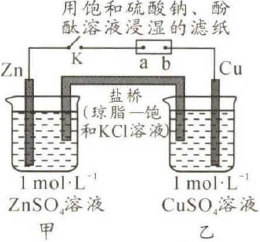 用饱和硫酸钠、酚
酞溶液浸湿的滤纸
Zn
K
a b
Cu
盐桥
(琼脂—饱
和KCl溶液)
1 mol·L⁻¹
ZnSO₄溶液
甲
1 mol·L⁻¹
CuSO₄溶液
乙